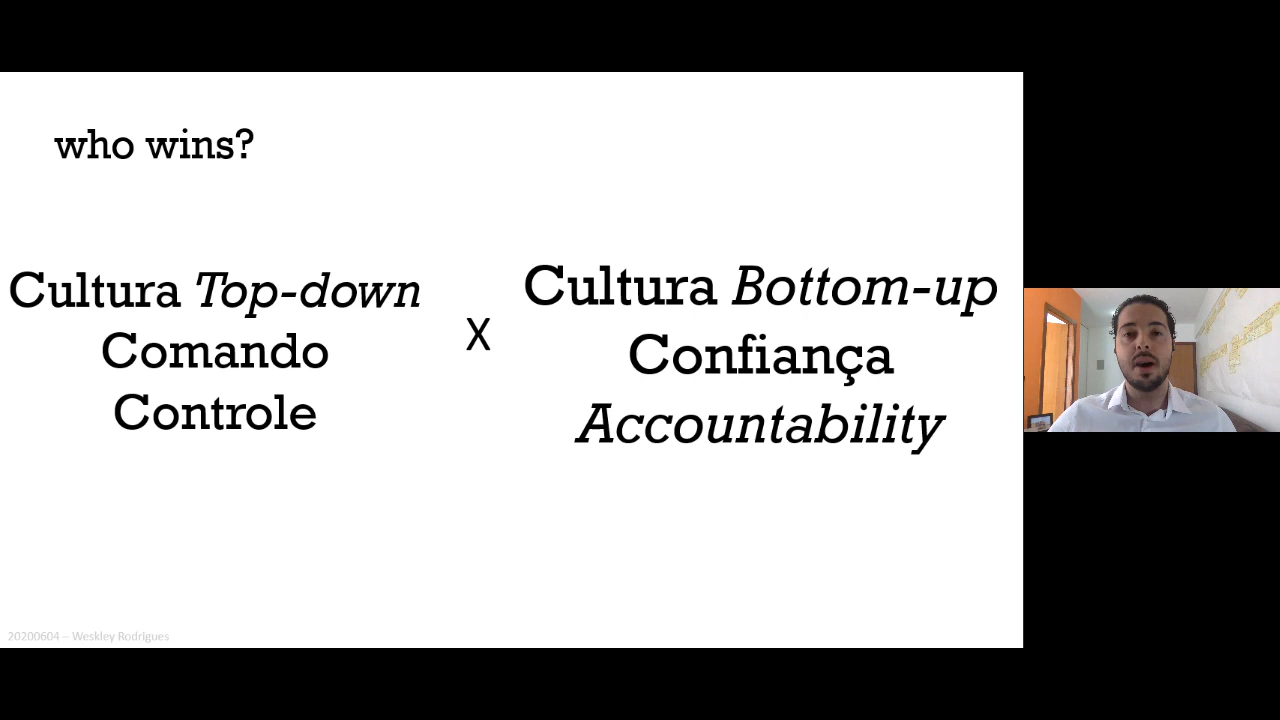 who wins?
Cultura Top-down
Comando
Controle
X
Cultura Bottom-up
Confiança
Accountability
20200604 – Weskley Rodrigues